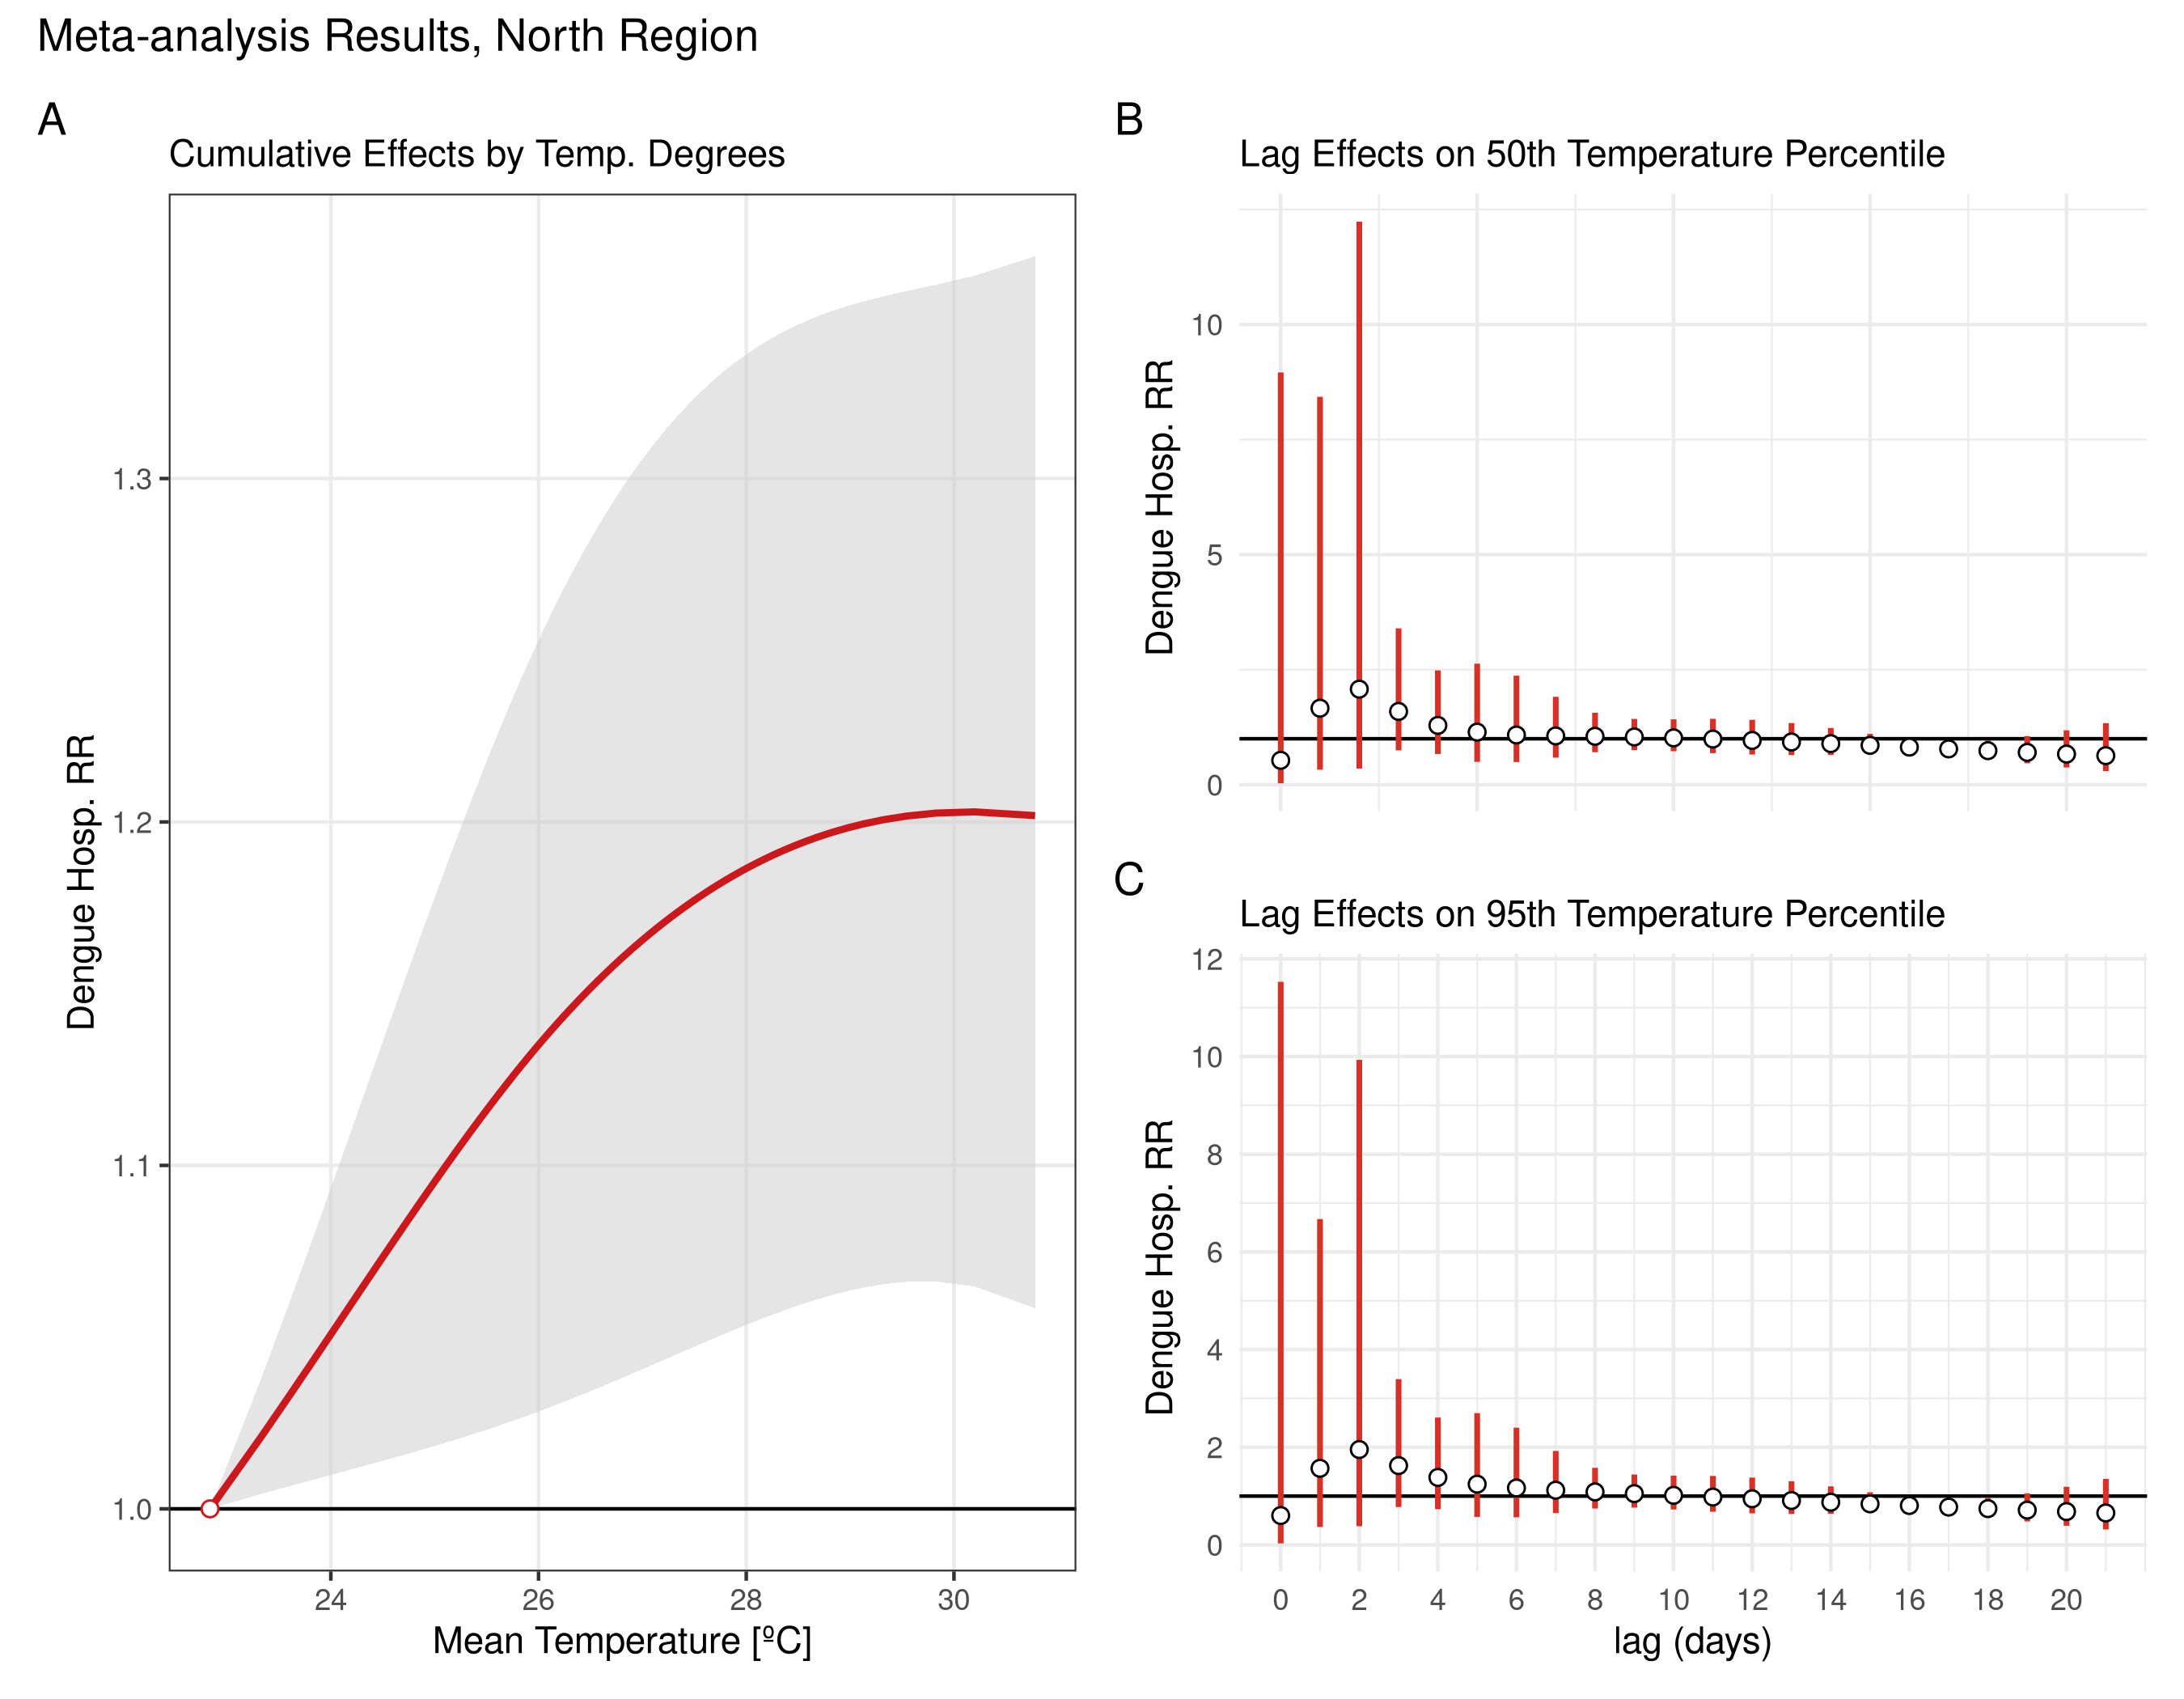 Meta-analysis Results, North Region
A
Cumulative Effects by Temp. Degrees
Dengue Hosp. RR
1.3
1.2
1.1
1.0
24 26 28 30
Mean Temperature [ºC]
B
Lag Effects on 50th Temperature Percentile
Dengue Hosp. RR
10
5
0
C
Lag Effects on 95th Temperature Percentile
Dengue Hosp. RR
12
10
8
6
4
2
0
0 2 4 6 8 10 12 14 16 18 20
lag (days)